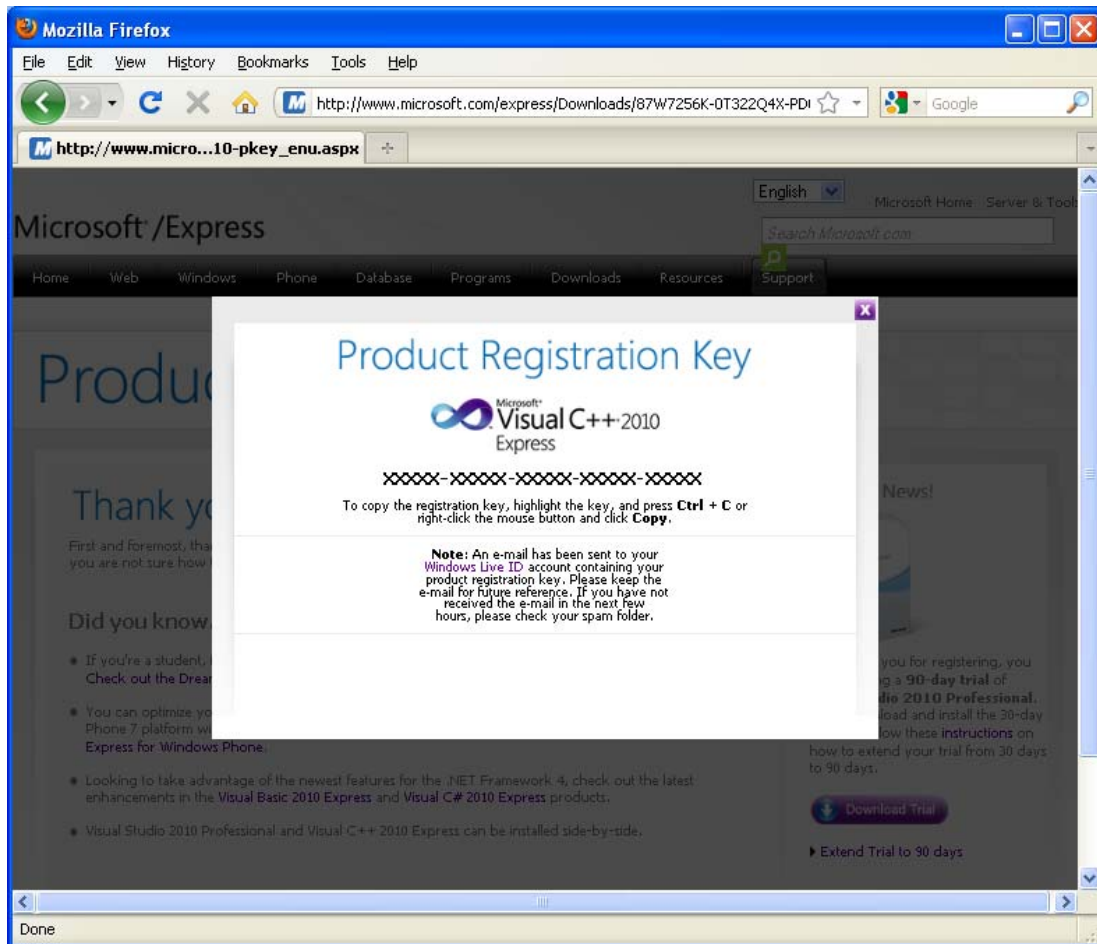 Mozilla Firefox
File Edit View History Bookmarks Tools Help
http://www.microsoft.com/express/Downloads/87W7256K-0T322Q4X-PD
Google
http://www.micro...10-pkey_enu.aspx
English
Microsoft Home Server & Tools
Microsoft®/Express
Search Microsoft.com
Home Web Windows Phone Database Programs Downloads Resources Support
X
Product Registration Key
Produc
Microsoft®
Visual C++ 2010
Express
XXXXX-XXXXX-XXXXX-XXXXX-XXXXX
To copy the registration key, highlight the key, and press Ctrl + C or
right-click the mouse button and click Copy.
Thank yo
News!
First and foremost, tha
you are not sure how
Note: An e-mail has been sent to your
Windows Live ID account containing your
product registration key. Please keep the
e-mail for future reference. If you have not
received the e-mail in the next few
hours, please check your spam folder.
Did you know.
If you're a student,
Check out the Drea
You can optimize yo
Phone 7 platform wi
Express for Windows Phone.
Looking to take advantage of the newest features for the .NET Framework 4, check out the latest
enhancements in the Visual Basic 2010 Express and Visual C# 2010 Express products.
Visual Studio 2010 Professional and Visual C++ 2010 Express can be installed side-by-side.
you for registering, you
g a 90-day trial of
dio 2010 Professional.
load and install the 30-day
low these instructions on
how to extend your trial from 30 days
to 90 days.
Download Trial
Extend Trial to 90 days
Done